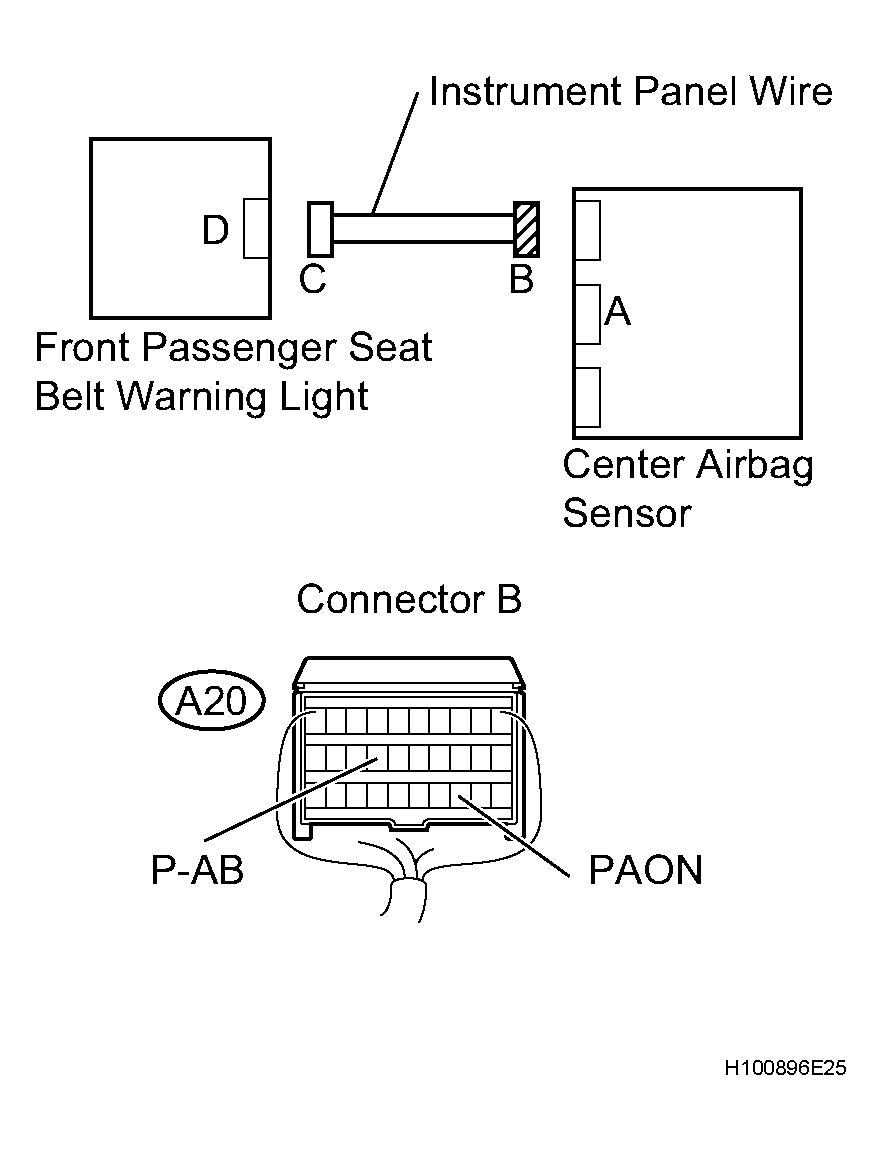 Instrument Panel Wire
D
C
B
A
Front Passenger Seat
Belt Warning Light
Center Airbag
Sensor
Connector B
A20
P-AB
PAON
H100896E25